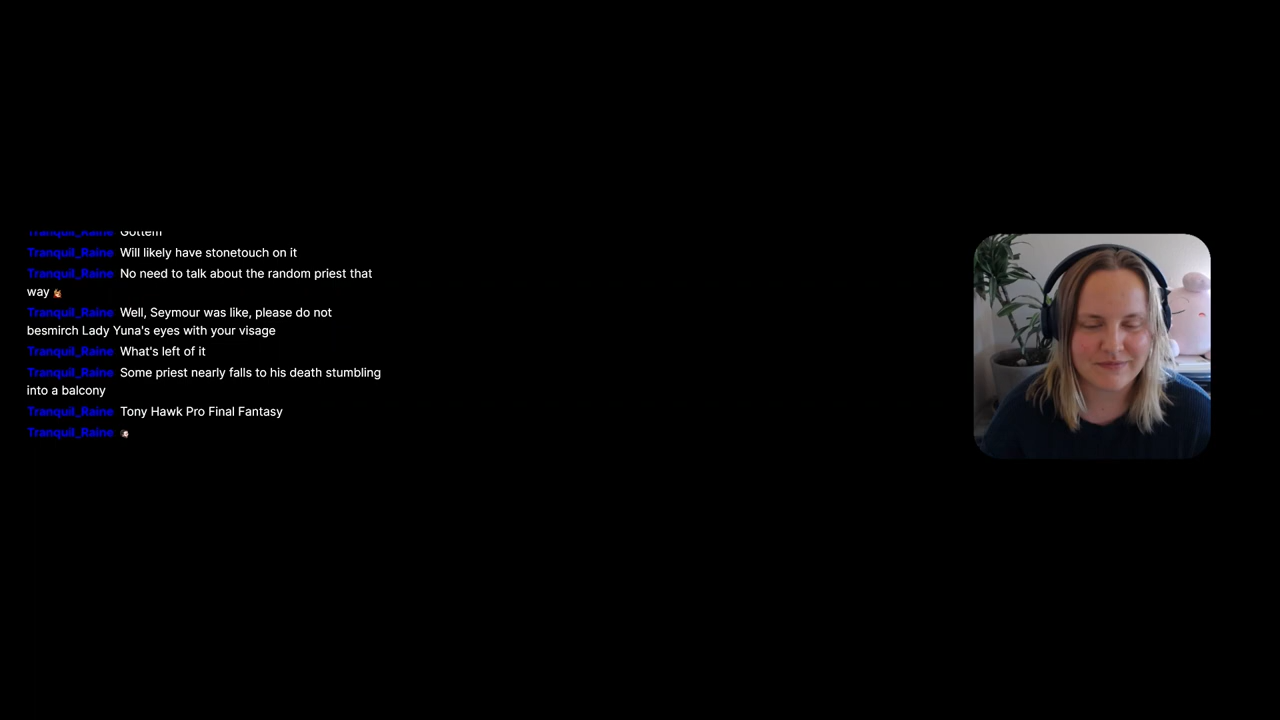 Tranquil_Raine Gottem
Tranquil_Raine Will likely have stonetouch on it
Tranquil_Raine No need to talk about the random priest that
way
Tranquil_Raine Well, Seymour was like, please do not
besmirch Lady Yuna's eyes with your visage
Tranquil_Raine What's left of it
Tranquil_Raine Some priest nearly falls to his death stumbling
into a balcony
Tranquil_Raine Tony Hawk Pro Final Fantasy
Tranquil_Raine